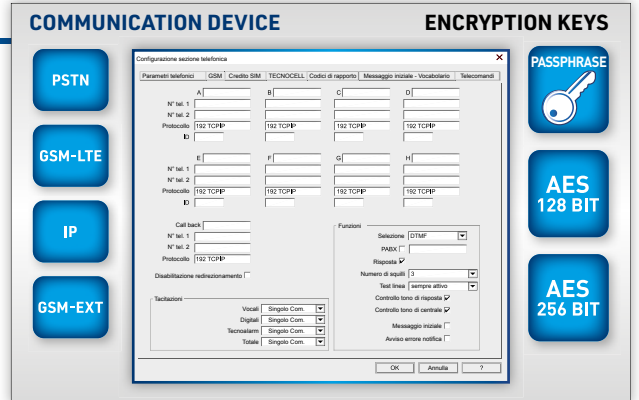 COMMUNICATION DEVICE
ENCRYPTION KEYS
PSTN
GSM-LTE
IP
GSM-EXT
Configurazione sezione telefonica
X
Parametri telefonici GSM Credito SIM TECNOCELL Codici di rapporto Messaggio iniziale - Vocabolario Telecomandi
A B C D
N° tel. 1
N° tel. 2
Protocollo 192 TCPIP 192 TCPIP 192 TCPIP 192 TCPIP
ID
E F G H
N° tel. 1
N° tel. 2
Protocollo 192 TCPIP 192 TCPIP 192 TCPIP 192 TCPIP
ID
Call back
N° tel. 1
N° tel. 2
Protocollo 192 TCPIP
Disabilitazione redirezionamento
Tacitazioni
Vocali Singolo Com.
Digitali Singolo Com.
Tecnoalarm Singolo Com.
Totale Singolo Com.
Funzioni
Selezione DTMF
PABX
Risposta
Numero di squilli 3
Test linea sempre attivo
Controllo tono di risposta
Controllo tono di centrale
Messaggio iniziale
Avviso errore notifica
OK Annulla ?
PASSPHRASE
AES
128 BIT
AES
256 BIT